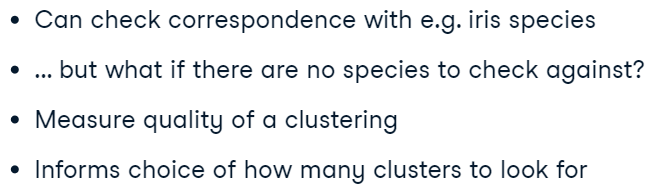 • Can check correspondence with e.g. iris species
• ... but what if there are no species to check against?
• Measure quality of a clustering
• Informs choice of how many clusters to look for